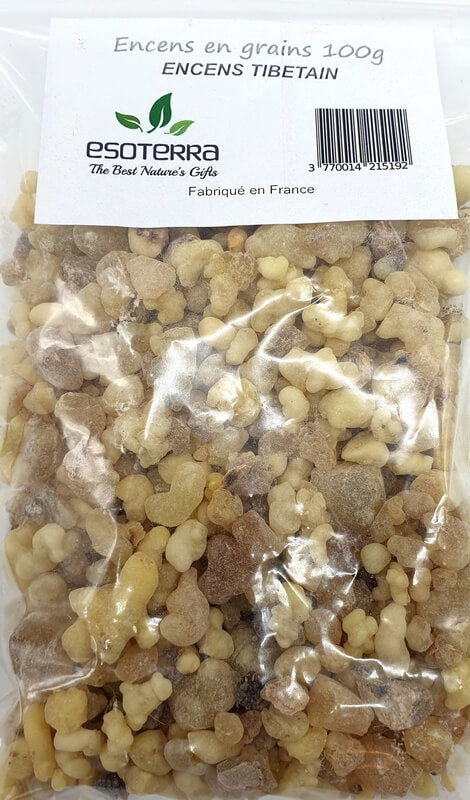 Encens en grains 100g
ENCENS TIBETAIN
esoterra
The Best Nature's Gifts
3 770014 215192
Fabriqué en France